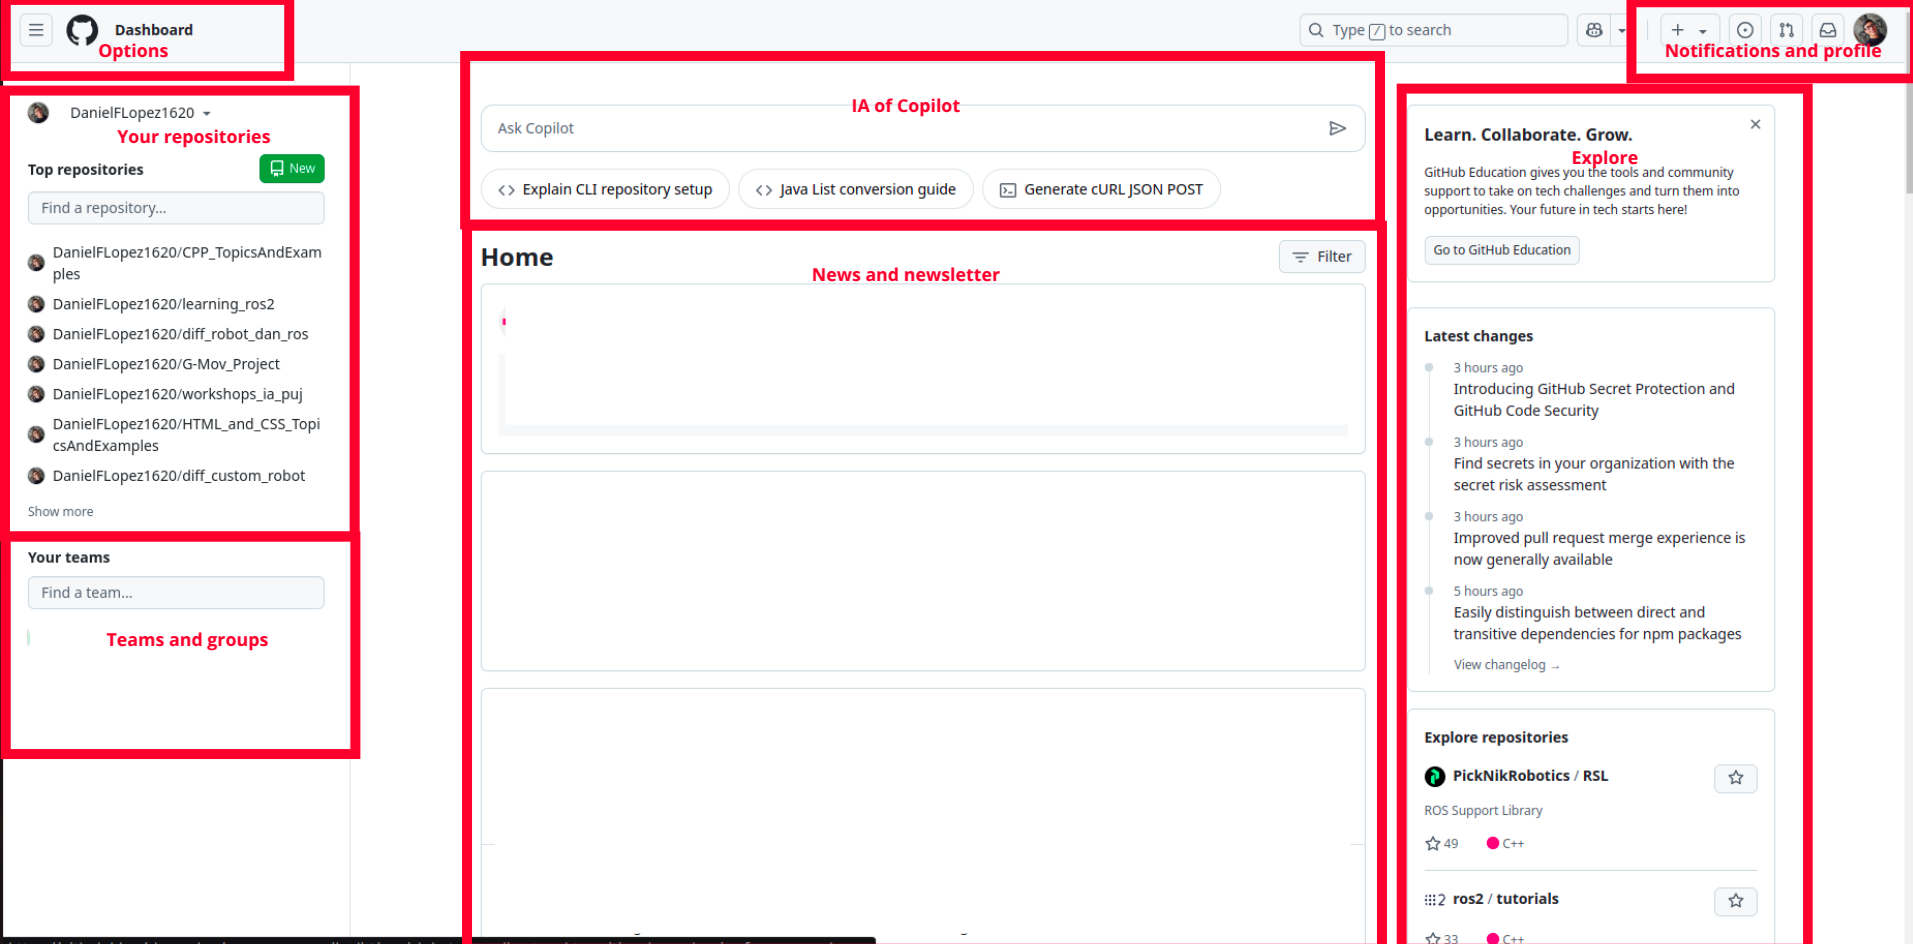 Dashboard
Options
Type / to search
Notifications and profile
DanielFLopez1620
Your repositories
Top repositories
New
Find a repository...
DanielFLopez1620/CPP_TopicsAndExam
ples
DanielFLopez1620/learning_ros2
DanielFLopez1620/diff_robot_dan_ros
DanielFLopez1620/G-Mov_Project
DanielFLopez1620/workshops_ia_puj
DanielFLopez1620/HTML_and_CSS_Topi
csAndExamples
DanielFLopez1620/diff_custom_robot
Show more
Your teams
Find a team...
Teams and groups
IA of Copilot
Ask Copilot
Explain CLI repository setup
Java List conversion guide
Generate cURL JSON POST
Home
Filter
News and newsletter
Learn. Collaborate. Grow.
Explore
GitHub Education gives you the tools and community
support to take on tech challenges and turn them into
opportunities. Your future in tech starts here!
Go to GitHub Education
Latest changes
3 hours ago
Introducing GitHub Secret Protection and
GitHub Code Security
3 hours ago
Find secrets in your organization with the
secret risk assessment
3 hours ago
Improved pull request merge experience is
now generally available
5 hours ago
Easily distinguish between direct and
transitive dependencies for npm packages
View changelog →
Explore repositories
PickNikRobotics / RSL
ROS Support Library
49 C++
ros2 / tutorials
33 C++